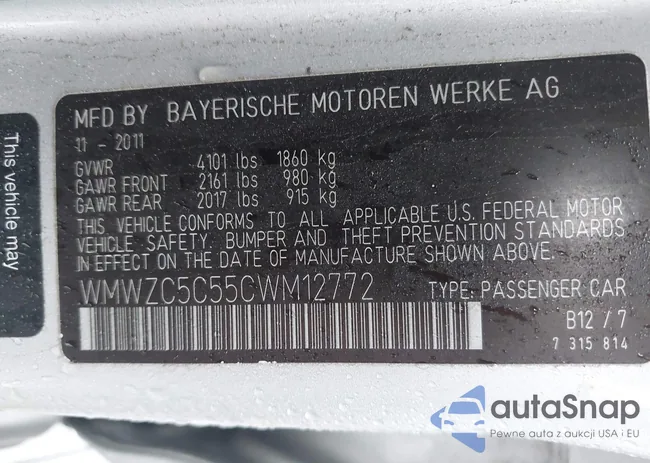 This vehicle may
MFD BY BAYERISCHE MOTOREN WERKE AG
11 - 2011
GVWR 4101 lbs 1860 kg
GAWR FRONT 2161 lbs 980 kg
GAWR REAR 2017 lbs 915 kg
THIS VEHICLE CONFORMS TO ALL APPLICABLE U.S. FEDERAL MOTOR
VEHICLE SAFETY, BUMPER AND THEFT PREVENTION STANDARDS
IN EFFECT ON THE DATE OF MANUFACTURE SHOWN ABOVE.
WMWZC5C55CWM12772 TYPE: PASSENGER CAR
B12 / 7
7 315 814
autaSnap
Pewne auta z aukcji USA i EU